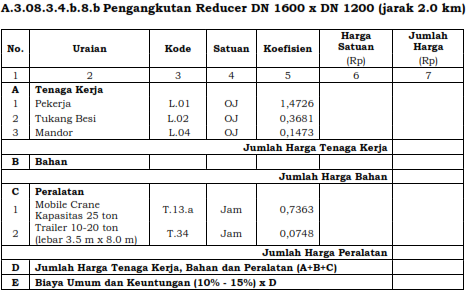 A.3.08.3.4.b.8.b Pengangkutan Reducer DN 1600 x DN 1200 (jarak 2.0 km)
No. Uraian Kode Satuan Koefisien Harga Satuan (Rp) Jumlah Harga (Rp)
1 2 3 4 5 6 7
A Tenaga Kerja
1 Pekerja L.01 OJ 1,4726
2 Tukang Besi L.02 OJ 0,3681
3 Mandor L.04 OJ 0,1473
Jumlah Harga Tenaga Kerja
B Bahan
Jumlah Harga Bahan
C Peralatan
1 Mobile Crane Kapasitas 25 ton T.13.a Jam 0,7363
2 Trailer 10-20 ton (lebar 3.5 m x 8.0 m) T.34 Jam 0,0748
Jumlah Harga Peralatan
D Jumlah Harga Tenaga Kerja, Bahan dan Peralatan (A+B+C)
E Biaya Umum dan Keuntungan (10% - 15%) x D